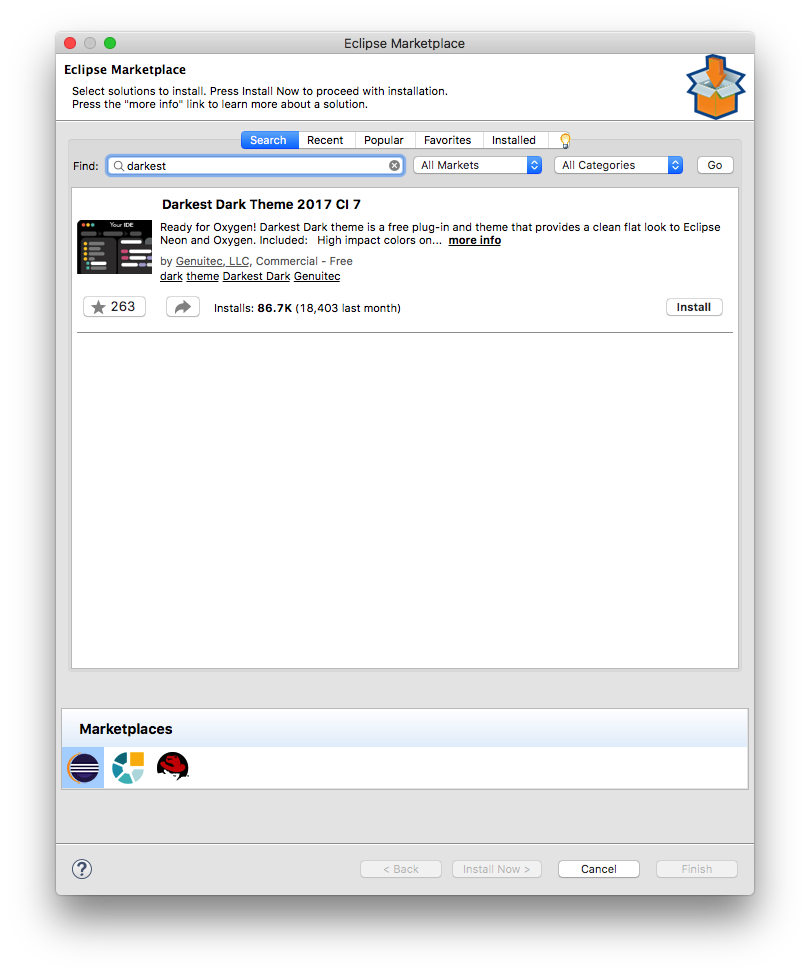 Eclipse Marketplace
Eclipse Marketplace
Select solutions to install. Press Install Now to proceed with installation.
Press the "more info" link to learn more about a solution.
Search Recent Popular Favorites Installed
Find: darkest All Markets All Categories Go
Darkest Dark Theme 2017 CI 7
Your IDE
Ready for Oxygen! Darkest Dark theme is a free plug-in and theme that provides a clean flat look to Eclipse
Neon and Oxygen. Included: High impact colors on... more info
by Genuitec, LLC, Commercial - Free
dark theme Darkest Dark Genuitec
263 Installs: 86.7K (18,403 last month) Install
Marketplaces
? < Back Install Now > Cancel Finish